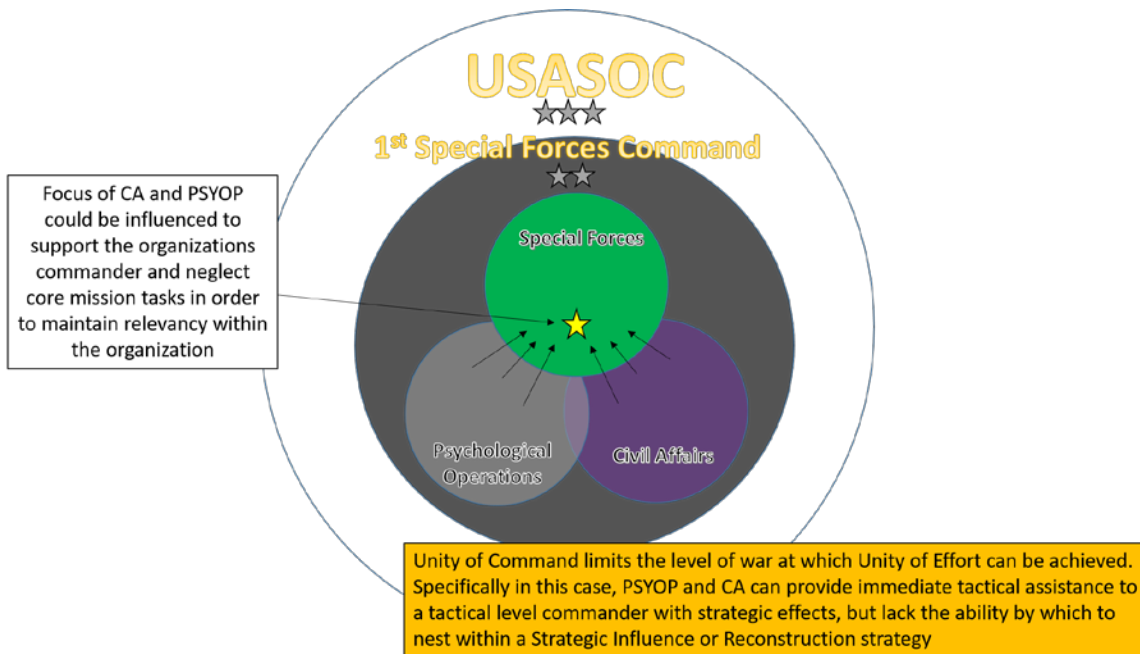 USASOC
1st Special Forces Command
Focus of CA and PSYOP
could be influenced to
support the organizations
commander and neglect
core mission tasks in order
to maintain relevancy within
the organization
Special Forces
Psychological
Operations
Civil Affairs
Unity of Command limits the level of war at which Unity of Effort can be achieved.
Specifically in this case, PSYOP and CA can provide immediate tactical assistance to
a tactical level commander with strategic effects, but lack the ability by which to
nest within a Strategic Influence or Reconstruction strategy